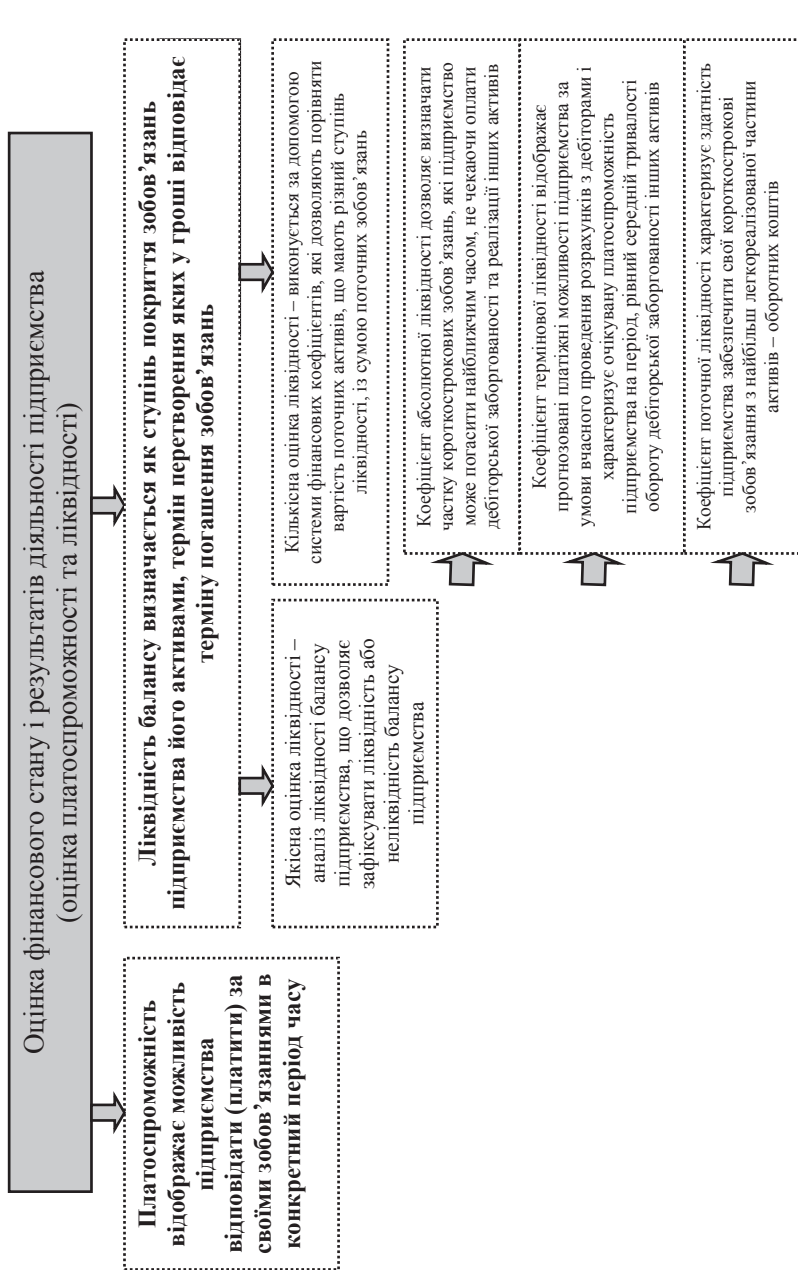 Оцінка фінансового стану і результатів діяльності підприємства
(оцінка платоспроможності та ліквідності)
Платоспроможність
відображає можливість
підприємства
відповідати (платити) за
своїми зобов’язаннями в
конкретний період часу
Ліквідність балансу визначається як ступінь покриття зобов’язань
підприємства його активами, термін перетворення яких у гроші відповідає
терміну погашення зобов’язань
Якісна оцінка ліквідності –
аналіз ліквідності балансу
підприємства, що дозволяє
зафіксувати ліквідність або
неліквідність балансу
підприємства
Кількісна оцінка ліквідності – виконується за допомогою
системи фінансових коефіцієнтів, які дозволяють порівняти
вартість поточних активів, що мають різний ступінь
ліквідності, із сумою поточних зобов’язань
Коефіцієнт абсолютної ліквідності дозволяє визначати
частку короткострокових зобов’язань, які підприємство
може погасити найближчим часом, не чекаючи оплати
дебіторської заборгованості та реалізації інших активів
Коефіцієнт термінової ліквідності відображає
прогнозовані платіжні можливості підприємства за
умови вчасного проведення розрахунків з дебіторами і
характеризує очікувану платоспроможність
підприємства на період, рівний середній тривалості
обороту дебіторської заборгованості інших активів
Коефіцієнт поточної ліквідності характеризує здатність
підприємства забезпечити свої короткострокові
зобов’язання з найбільш легкореалізованої частини
активів – оборотних коштів